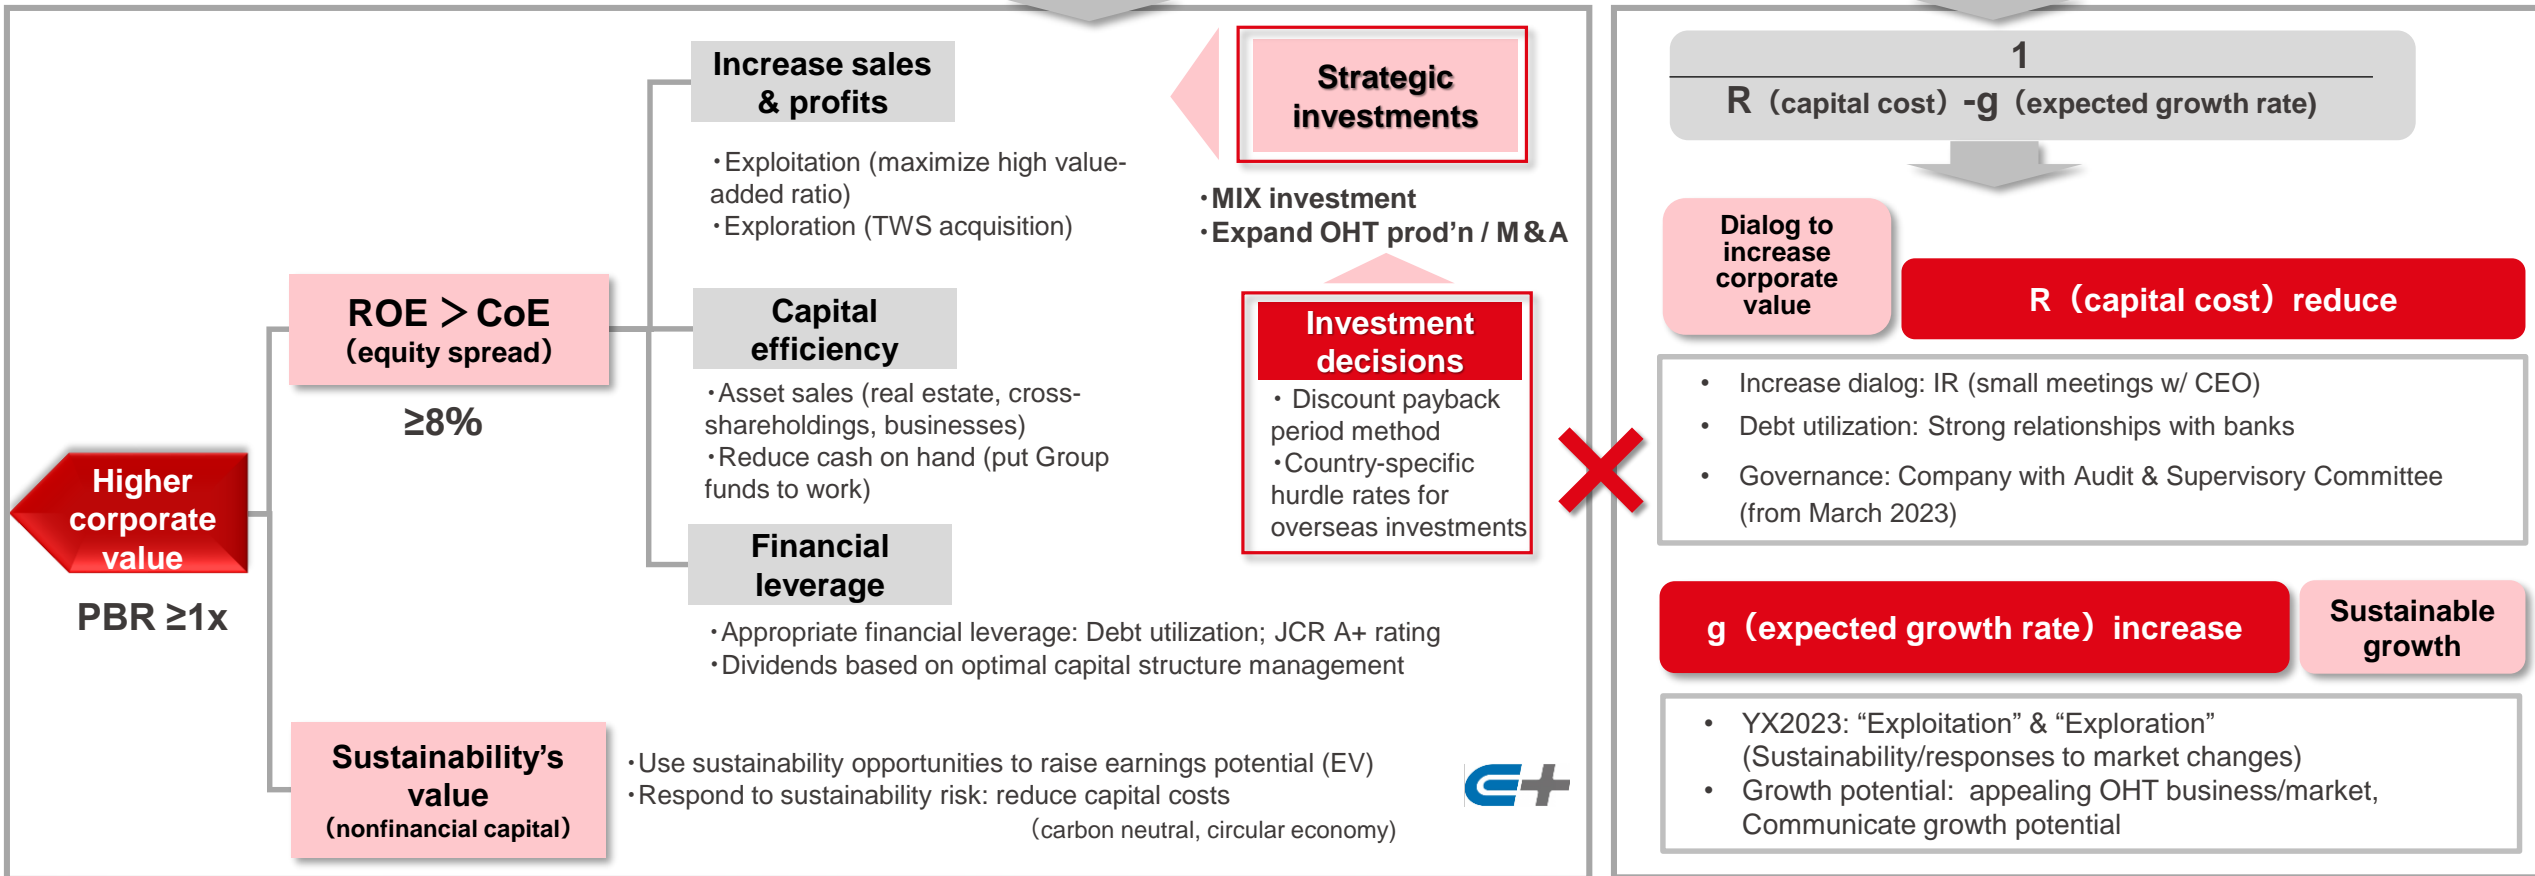 Increase sales
& profits
・Exploitation (maximize high value-
added ratio)
・Exploration (TWS acquisition)
Strategic
investments
・MIX investment
・Expand OHT prod’n / M＆A
ROE ＞ CoE
（equity spread）
≥8%
Capital
efficiency
・Asset sales (real estate, cross-
shareholdings, businesses)
・Reduce cash on hand (put Group
funds to work)
Investment
decisions
・ Discount payback
period method
・Country-specific
hurdle rates for
overseas investments
Higher
corporate
value
PBR ≥1x
Financial
leverage
・Appropriate financial leverage: Debt utilization; JCR A+ rating
・Dividends based on optimal capital structure management
Sustainability’s
value
（nonfinancial capital）
・Use sustainability opportunities to raise earnings potential (EV)
・Respond to sustainability risk: reduce capital costs
（carbon neutral, circular economy)
1
R （capital cost）-g （expected growth rate)
Dialog to
increase
corporate
value
R （capital cost）reduce
• Increase dialog: IR (small meetings w/ CEO)
• Debt utilization: Strong relationships with banks
• Governance: Company with Audit & Supervisory Committee
(from March 2023)
g （expected growth rate）increase
Sustainable
growth
• YX2023: “Exploitation” & “Exploration”
(Sustainability/responses to market changes)
• Growth potential: appealing OHT business/market,
Communicate growth potential